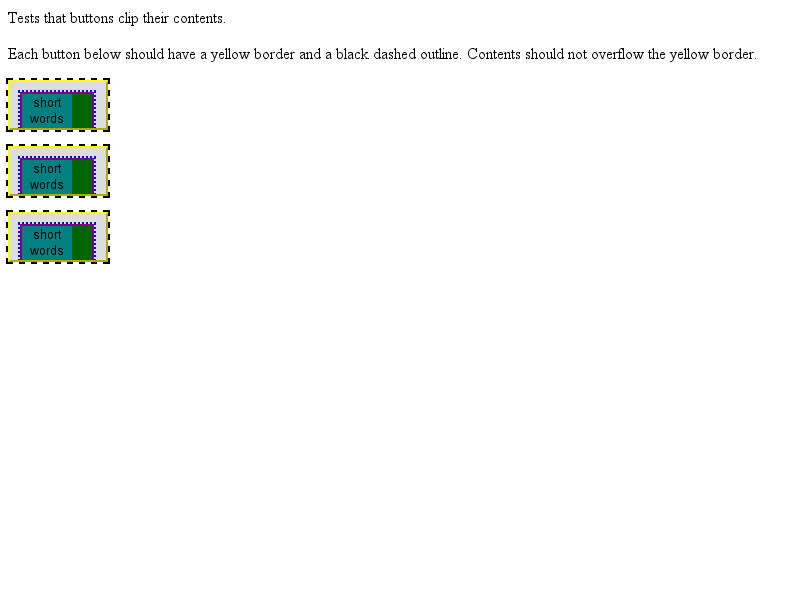 Tests that buttons clip their contents.
Each button below should have a yellow border and a black dashed outline. Contents should not overflow the yellow border.
short
words
short
words
short
words